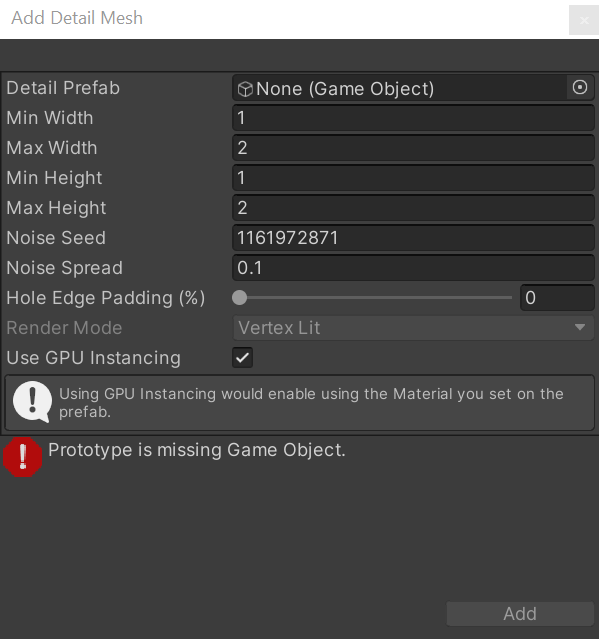 Add Detail Mesh
Detail Prefab None (Game Object)
Min Width 1
Max Width 2
Min Height 1
Max Height 2
Noise Seed 1161972871
Noise Spread 0.1
Hole Edge Padding (%) 0
Render Mode Vertex Lit
Use GPU Instancing
Using GPU Instancing would enable using the Material you set on the
prefab.
Prototype is missing Game Object.
Add